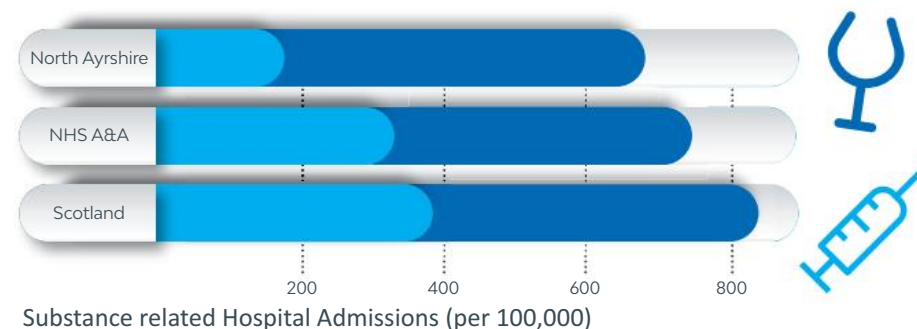 North Ayrshire
NHS A&A
Scotland
200 400 600 800
Substance related Hospital Admissions (per 100,000)